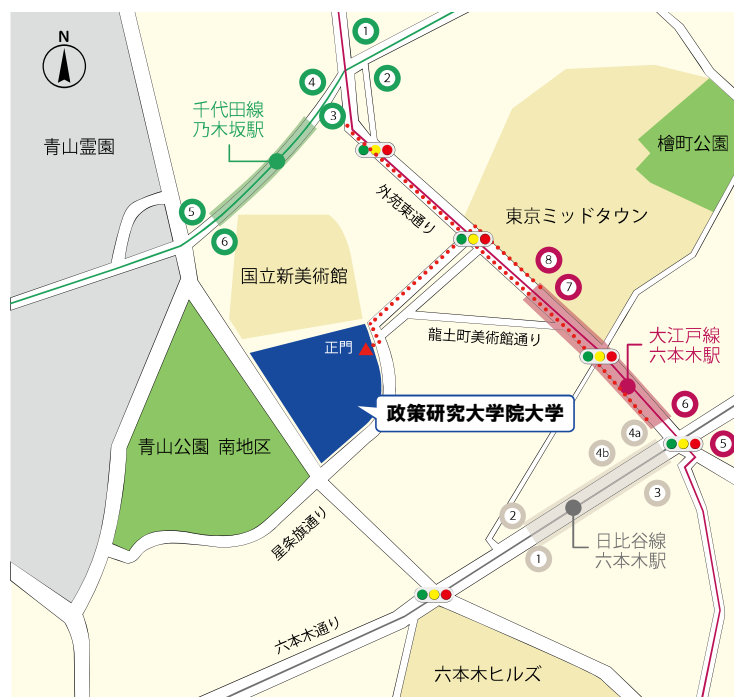 N
1
2
4
3
千代田線
乃木坂駅
青山霊園
檜町公園
外苑東通り
5
6
東京ミッドタウン
8
7
国立新美術館
正門
龍土町美術館通り
大江戸線
六本木駅
政策研究大学院大学
6
青山公園 南地区
4a
5
4b
3
2
1
星条旗通り
日比谷線
六本木駅
六本木通り
六本木ヒルズ